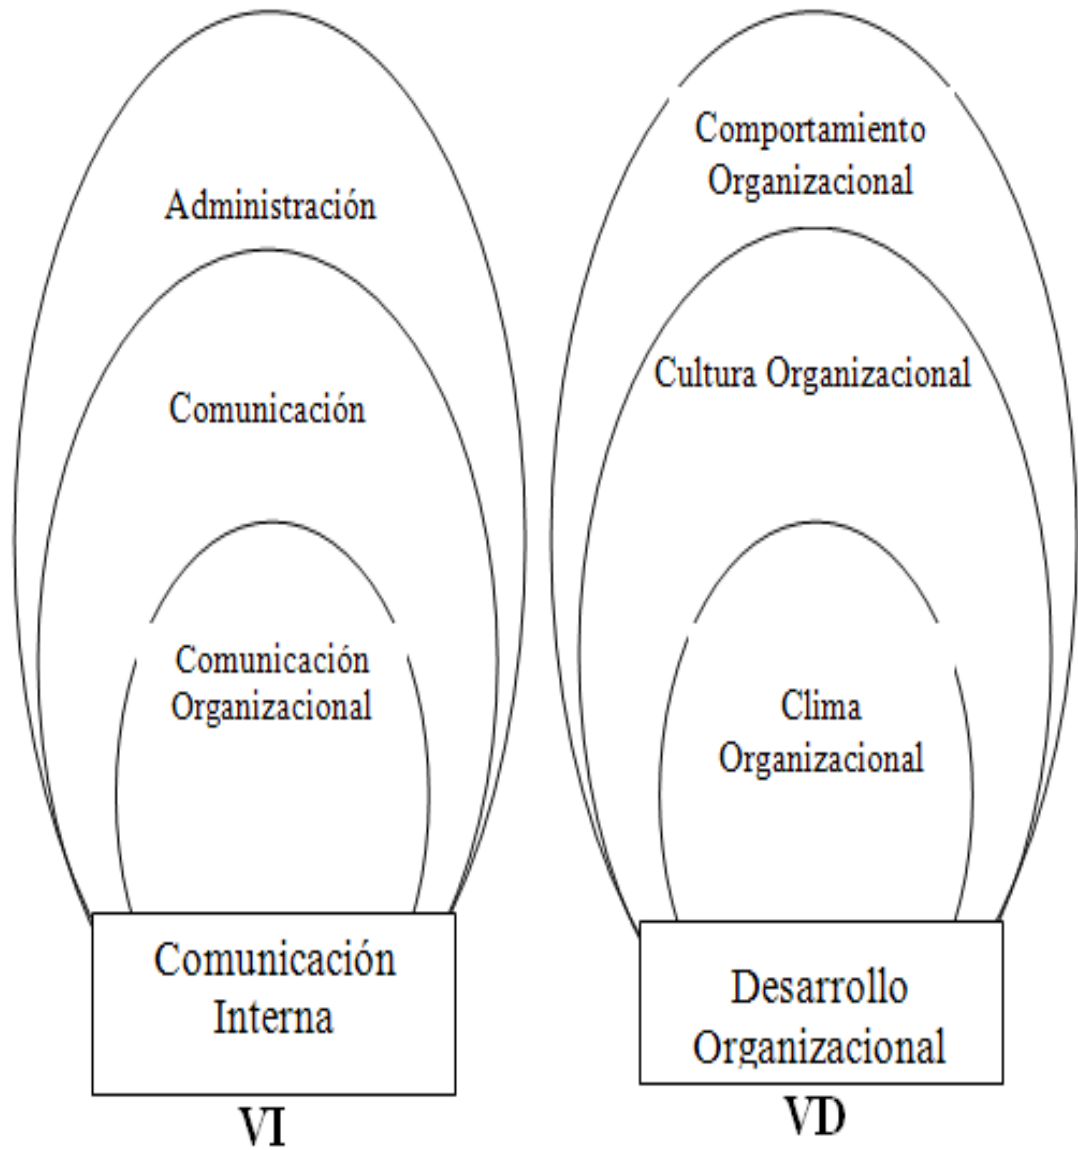 Administración
Comunicación
Comunicación
Organizacional
Comunicación
Interna
VI
Comportamiento
Organizacional
Cultura Organizacional
Clima
Organizacional
Desarrollo
Organizacional
VD